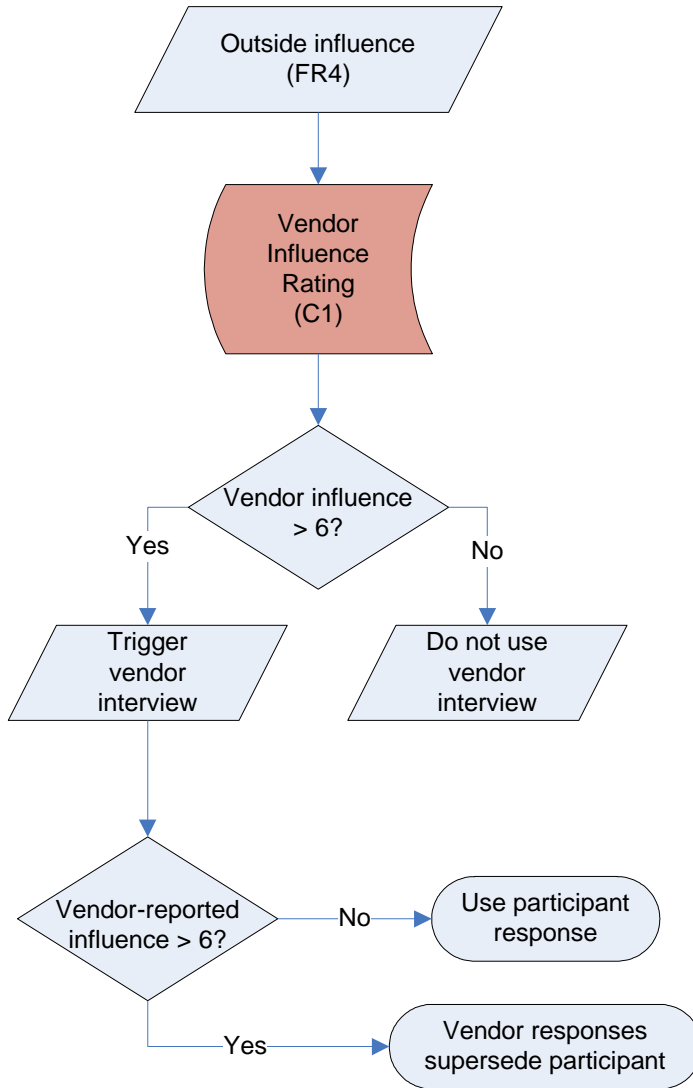 Outside influence
(FR4)
Vendor
Influence
Rating
(C1)
Vendor influence
> 6?
Yes
No
Trigger
vendor
interview
Do not use
vendor
interview
Vendor-reported
influence > 6?
No
Use participant
response
Yes
Vendor responses
supersede participant